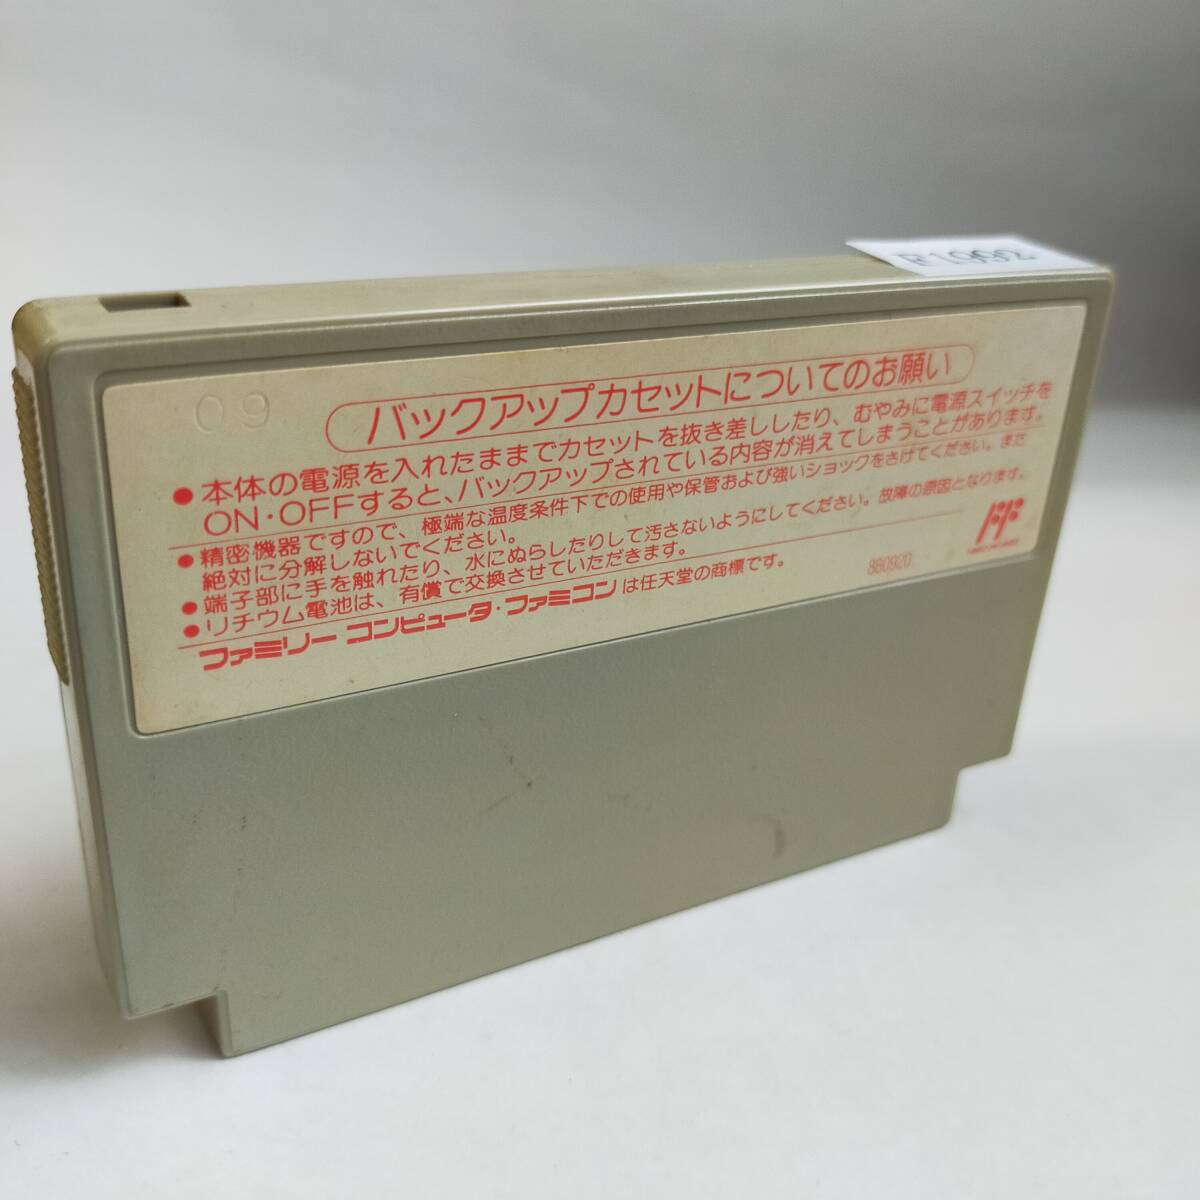 F1992
09
バックアップカセットについてのお願い
●本体の電源を入れたままでカセットを抜き差ししたり、むやみに電源スイッチを
ON・OFFすると、バックアップされている内容が消えてしまうことがあります。
●精密機器ですので、極端な温度条件下での使用や保管および強いショックをさけてください。また
絶対に分解しないでください。
●端子部に手を触れたり、水にぬらしたりして汚さないようにしてください。故障の原因となります。
●リチウム電池は、有償で交換させていただきます。
ファミリーコンピュータ・ファミコンは任天堂の商標です。
880920